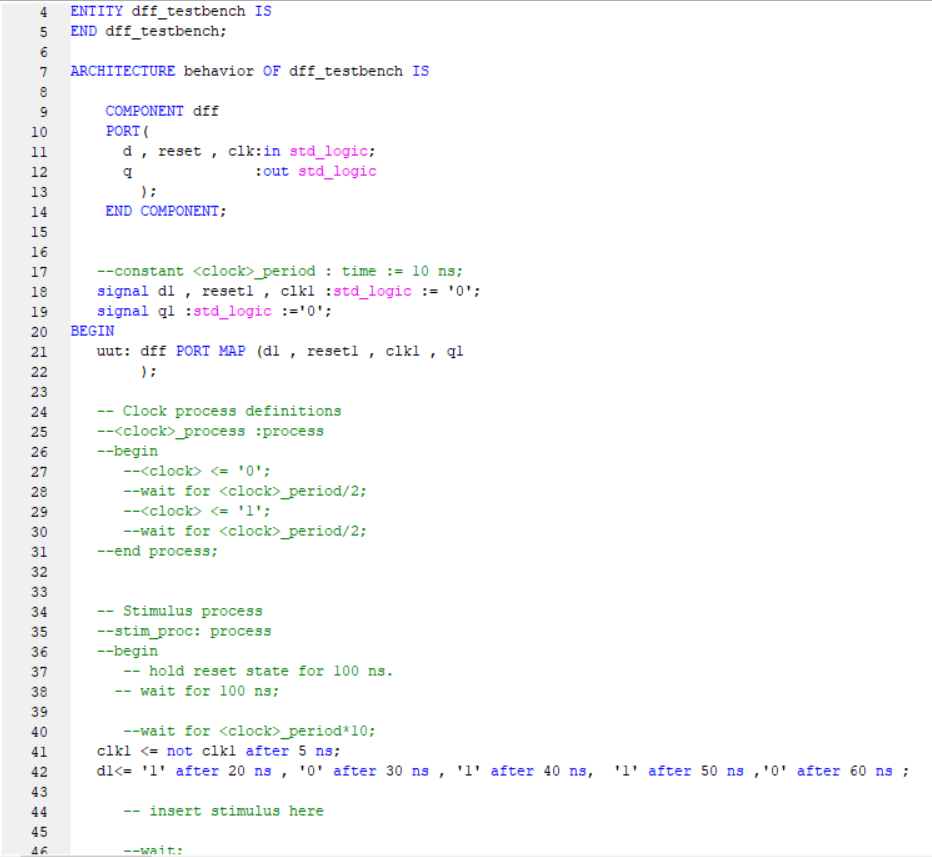 4 ENTITY dff_testbench IS
5 END dff_testbench;
6
7 ARCHITECTURE behavior OF dff_testbench IS
8
9 COMPONENT dff
10 PORT(
11 d , reset , clk:in std_logic;
12 q :out std_logic
13 );
14 END COMPONENT;
15
16
17 --constant <clock>_period : time := 10 ns;
18 signal d1 , reset1 , clk1 :std_logic := '0';
19 signal q1 :std_logic :='0';
20 BEGIN
21 uut: dff PORT MAP (d1 , reset1 , clk1 , q1
22 );
23
24 -- Clock process definitions
25 --<clock>_process :process
26 --begin
27 --<clock> <= '0';
28 --wait for <clock>_period/2;
29 --<clock> <= '1';
30 --wait for <clock>_period/2;
31 --end process;
32
33
34 -- Stimulus process
35 --stim_proc: process
36 --begin
37 -- hold reset state for 100 ns.
38 -- wait for 100 ns;
39
40 --wait for <clock>_period*10;
41 clk1 <= not clk1 after 5 ns;
42 d1<= '1' after 20 ns , '0' after 30 ns , '1' after 40 ns, '1' after 50 ns ,'0' after 60 ns ;
43
44 -- insert stimulus here
45
46 --wait;